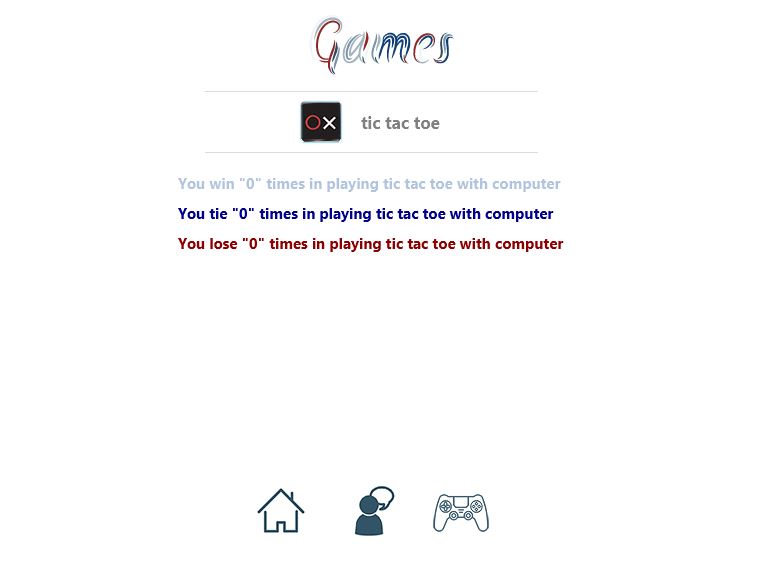 Games
OX
tic tac toe
You win "0" times in playing tic tac toe with computer
You tie "0" times in playing tic tac toe with computer
You lose "0" times in playing tic tac toe with computer